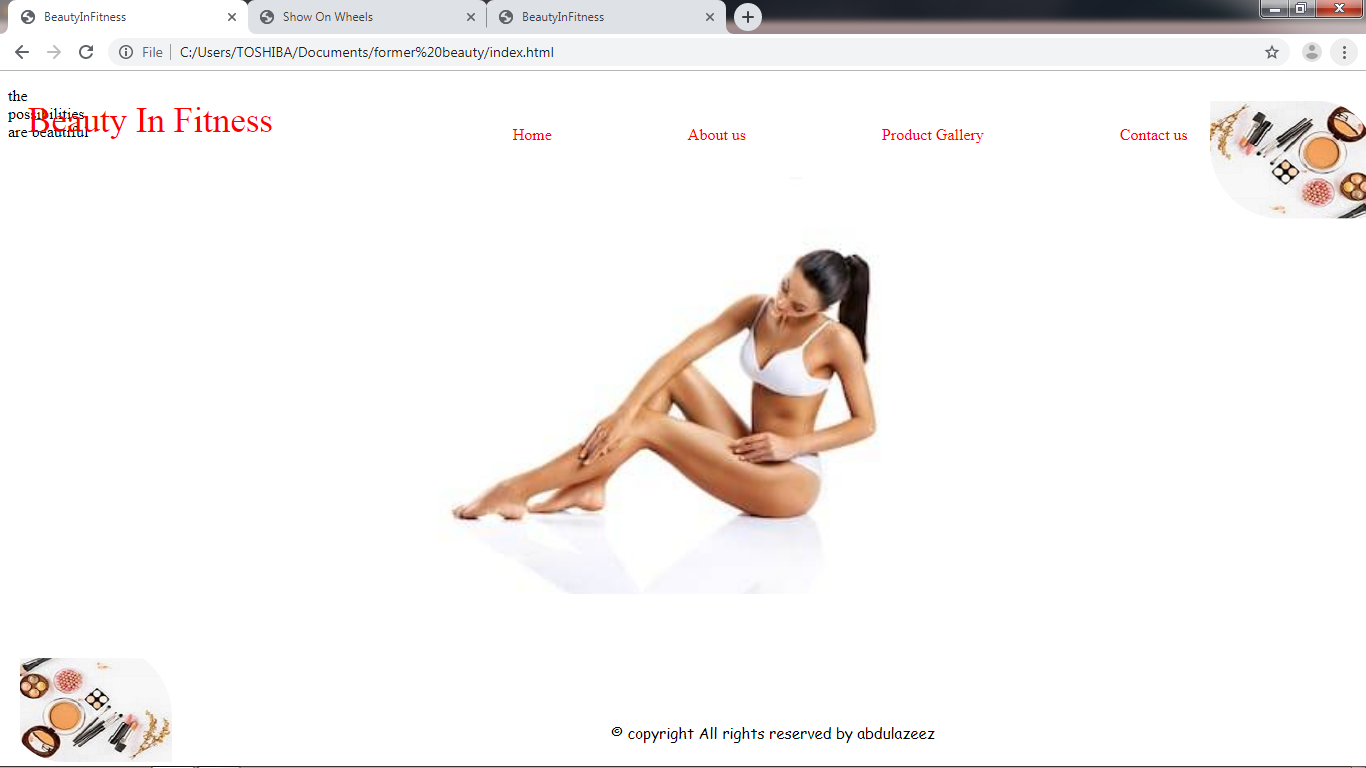 BeautyInFitness
Show On Wheels
BeautyInFitness
File
C:/Users/TOSHIBA/Documents/former%20beauty/index.html
the
possibilities
are beautiful
Beauty In Fitness
Home
About us
Product Gallery
Contact us
© copyright All rights reserved by abdulazeez